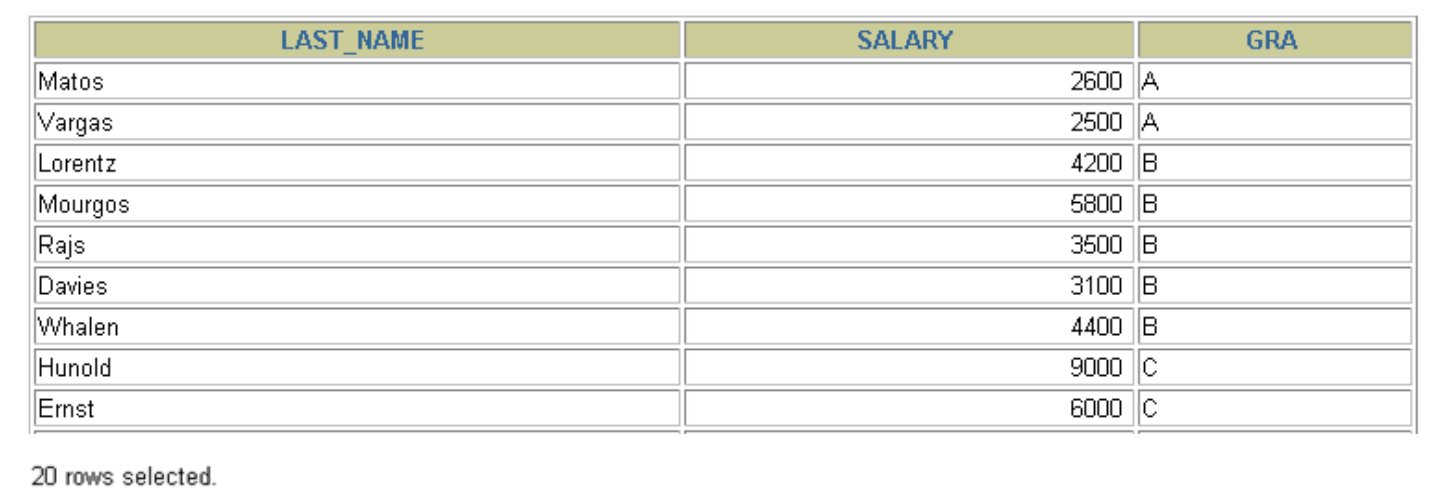 LAST_NAME SALARY GRA
Matos 2600 A
Vargas 2500 A
Lorentz 4200 B
Mourgos 5800 B
Rajs 3500 B
Davies 3100 B
Whalen 4400 B
Hunold 9000 C
Ernst 6000 C
20 rows selected.